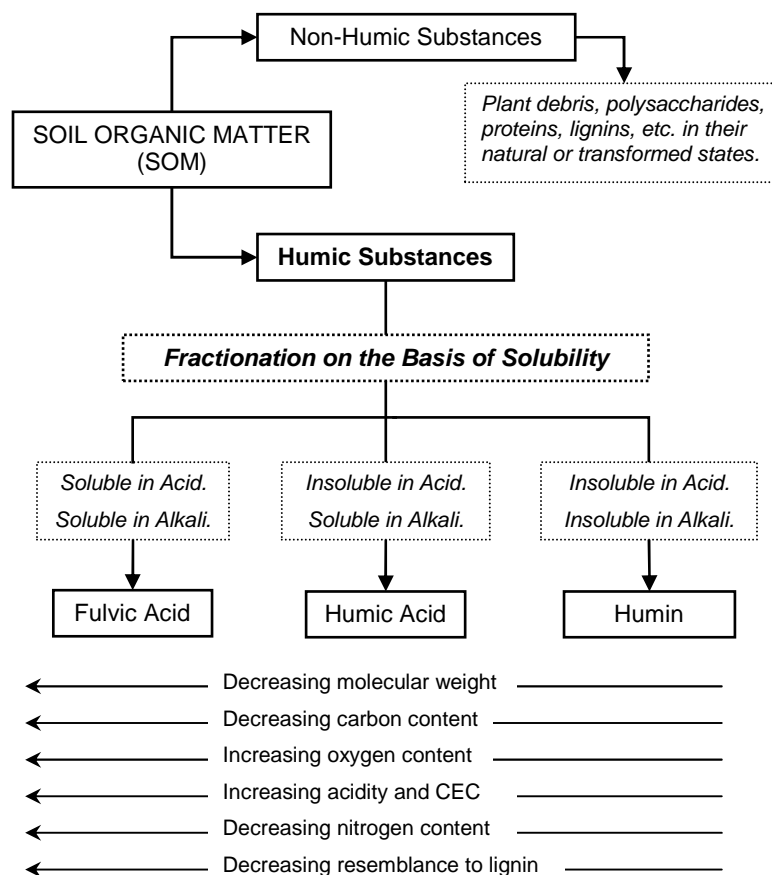 Non-Humic Substances
Plant debris, polysaccharides,
proteins, lignins, etc. in their
natural or transformed states.
SOIL ORGANIC MATTER
(SOM)
Humic Substances
Fractionation on the Basis of Solubility
Soluble in Acid.
Soluble in Alkali.
Insoluble in Acid.
Soluble in Alkali.
Insoluble in Acid.
Insoluble in Alkali.
Fulvic Acid
Humic Acid
Humin
Decreasing molecular weight
Decreasing carbon content
Increasing oxygen content
Increasing acidity and CEC
Decreasing nitrogen content
Decreasing resemblance to lignin